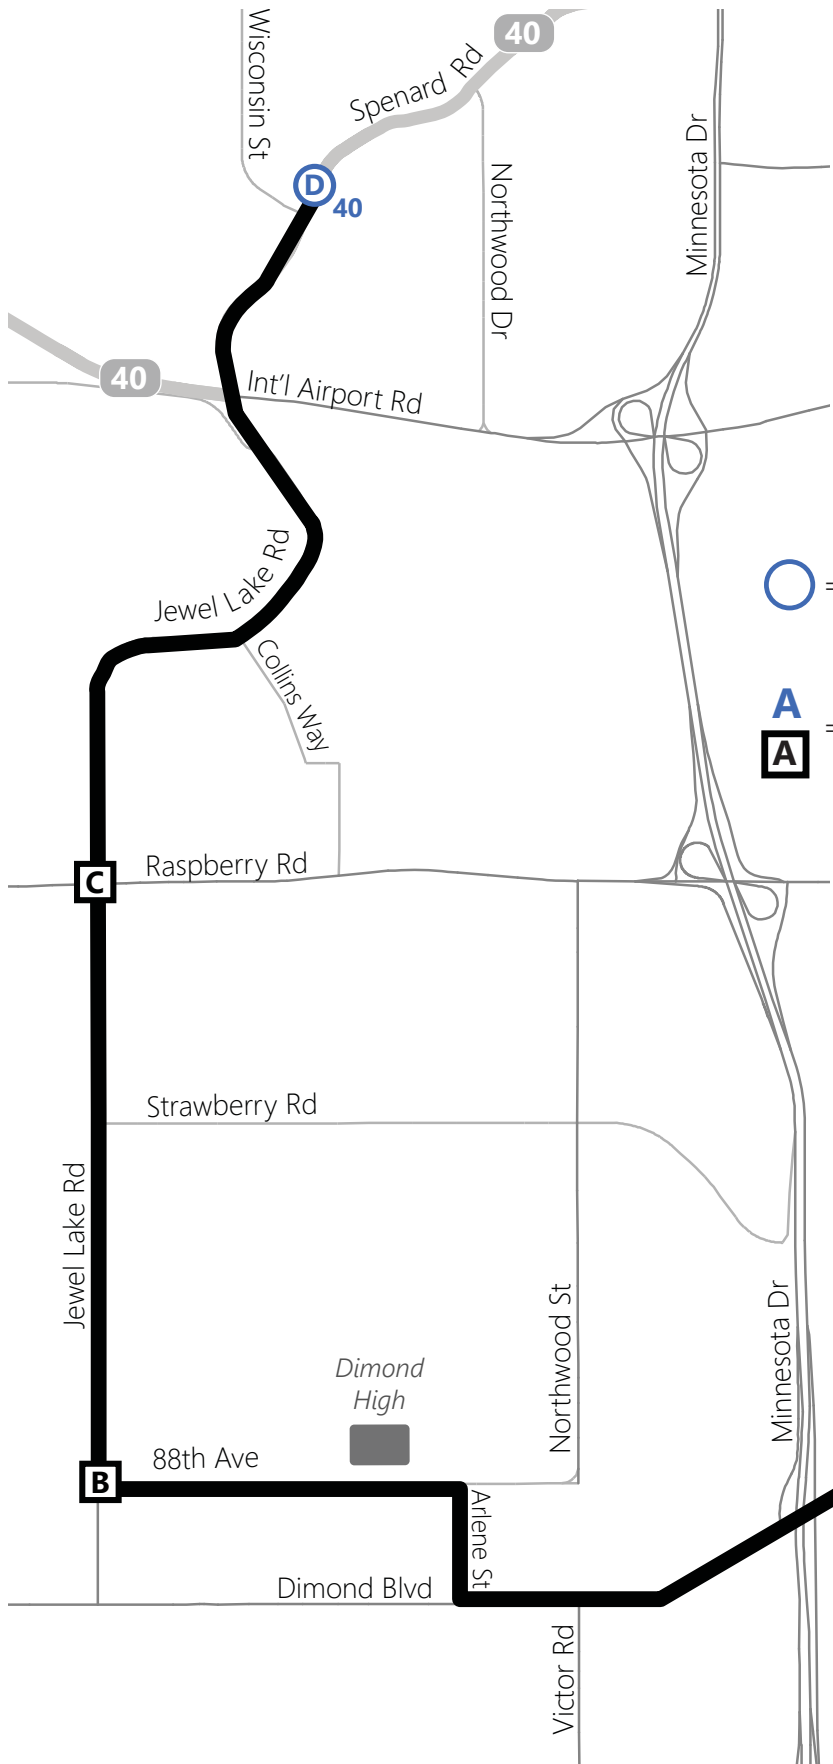 40
Wisconsin St
Spenard Rd
Minnesota Dr
D
40
Northwood Dr
40
Int'l Airport Rd
Jewel Lake Rd
=
Collins Way
A
=
A
Raspberry Rd
C
Strawberry Rd
Jewel Lake Rd
Northwood St
Minnesota Dr
Dimond
High
88th Ave
B
Arlene St
Dimond Blvd
Victor Rd